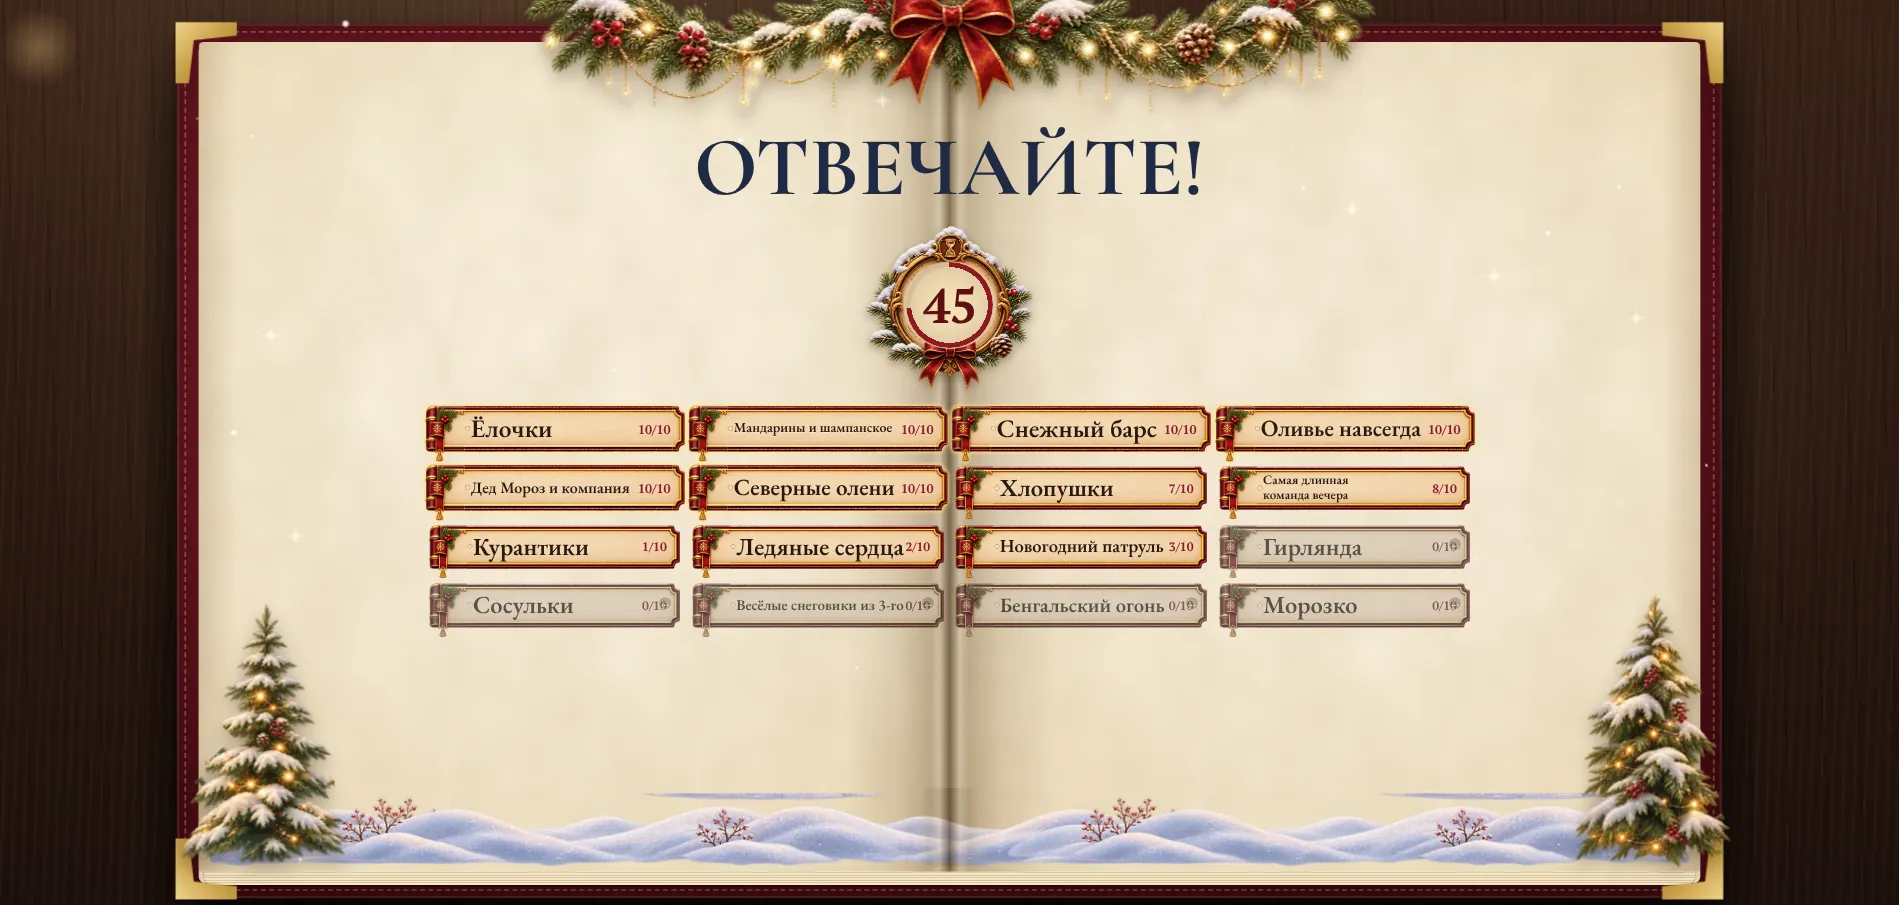 ОТВЕЧАЙТЕ!
45
Ёлочки 10/10
Мандарины и шампанское 10/10
Снежный барс 10/10
Оливье навсегда 10/10
Дед Мороз и компания 10/10
Северные олени 10/10
Хлопушки 7/10
Самая длинная
команда вечера 8/10
Курантики 1/10
Ледяные сердца 2/10
Новогодний патруль 3/10
Гирлянда 0/10
Сосульки 0/10
Весёлые снеговики из 3-го 0/10
Бенгальский огонь 0/10
Морозко 0/10